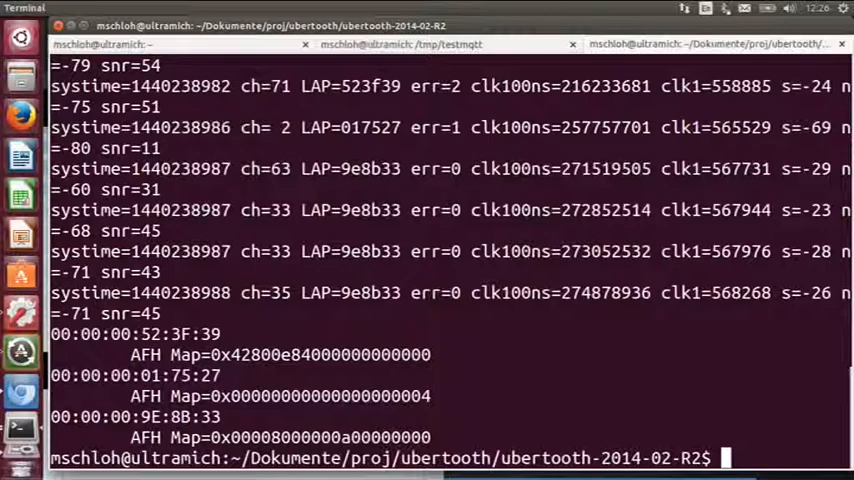 Terminal
En
12:26
mschloh@ultramich: ~/Dokumente/proj/ubertooth/ubertooth-2014-02-R2
mschloh@ultramich: ~ × mschloh@ultramich: /tmp/testmqtt × mschloh@ultramich: ~/Dokumente/proj/ubertooth/... ×
=-79 snr=54
systime=1440238982 ch=71 LAP=523f39 err=2 clk100ns=216233681 clk1=558885 s=-24 n
=-75 snr=51
systime=1440238986 ch= 2 LAP=017527 err=1 clk100ns=257757701 clk1=565529 s=-69 n
=-80 snr=11
systime=1440238987 ch=63 LAP=9e8b33 err=0 clk100ns=271519505 clk1=567731 s=-29 n
=-60 snr=31
systime=1440238987 ch=33 LAP=9e8b33 err=0 clk100ns=272852514 clk1=567944 s=-23 n
=-68 snr=45
systime=1440238987 ch=33 LAP=9e8b33 err=0 clk100ns=273052532 clk1=567976 s=-28 n
=-71 snr=43
systime=1440238988 ch=35 LAP=9e8b33 err=0 clk100ns=274878936 clk1=568268 s=-26 n
=-71 snr=45
00:00:00:52:3F:39
AFH Map=0x42800e84000000000000
00:00:00:01:75:27
AFH Map=0x00000000000000000004
00:00:00:9E:8B:33
AFH Map=0x00008000000a00000000
mschloh@ultramich:~/Dokumente/proj/ubertooth/ubertooth-2014-02-R2$